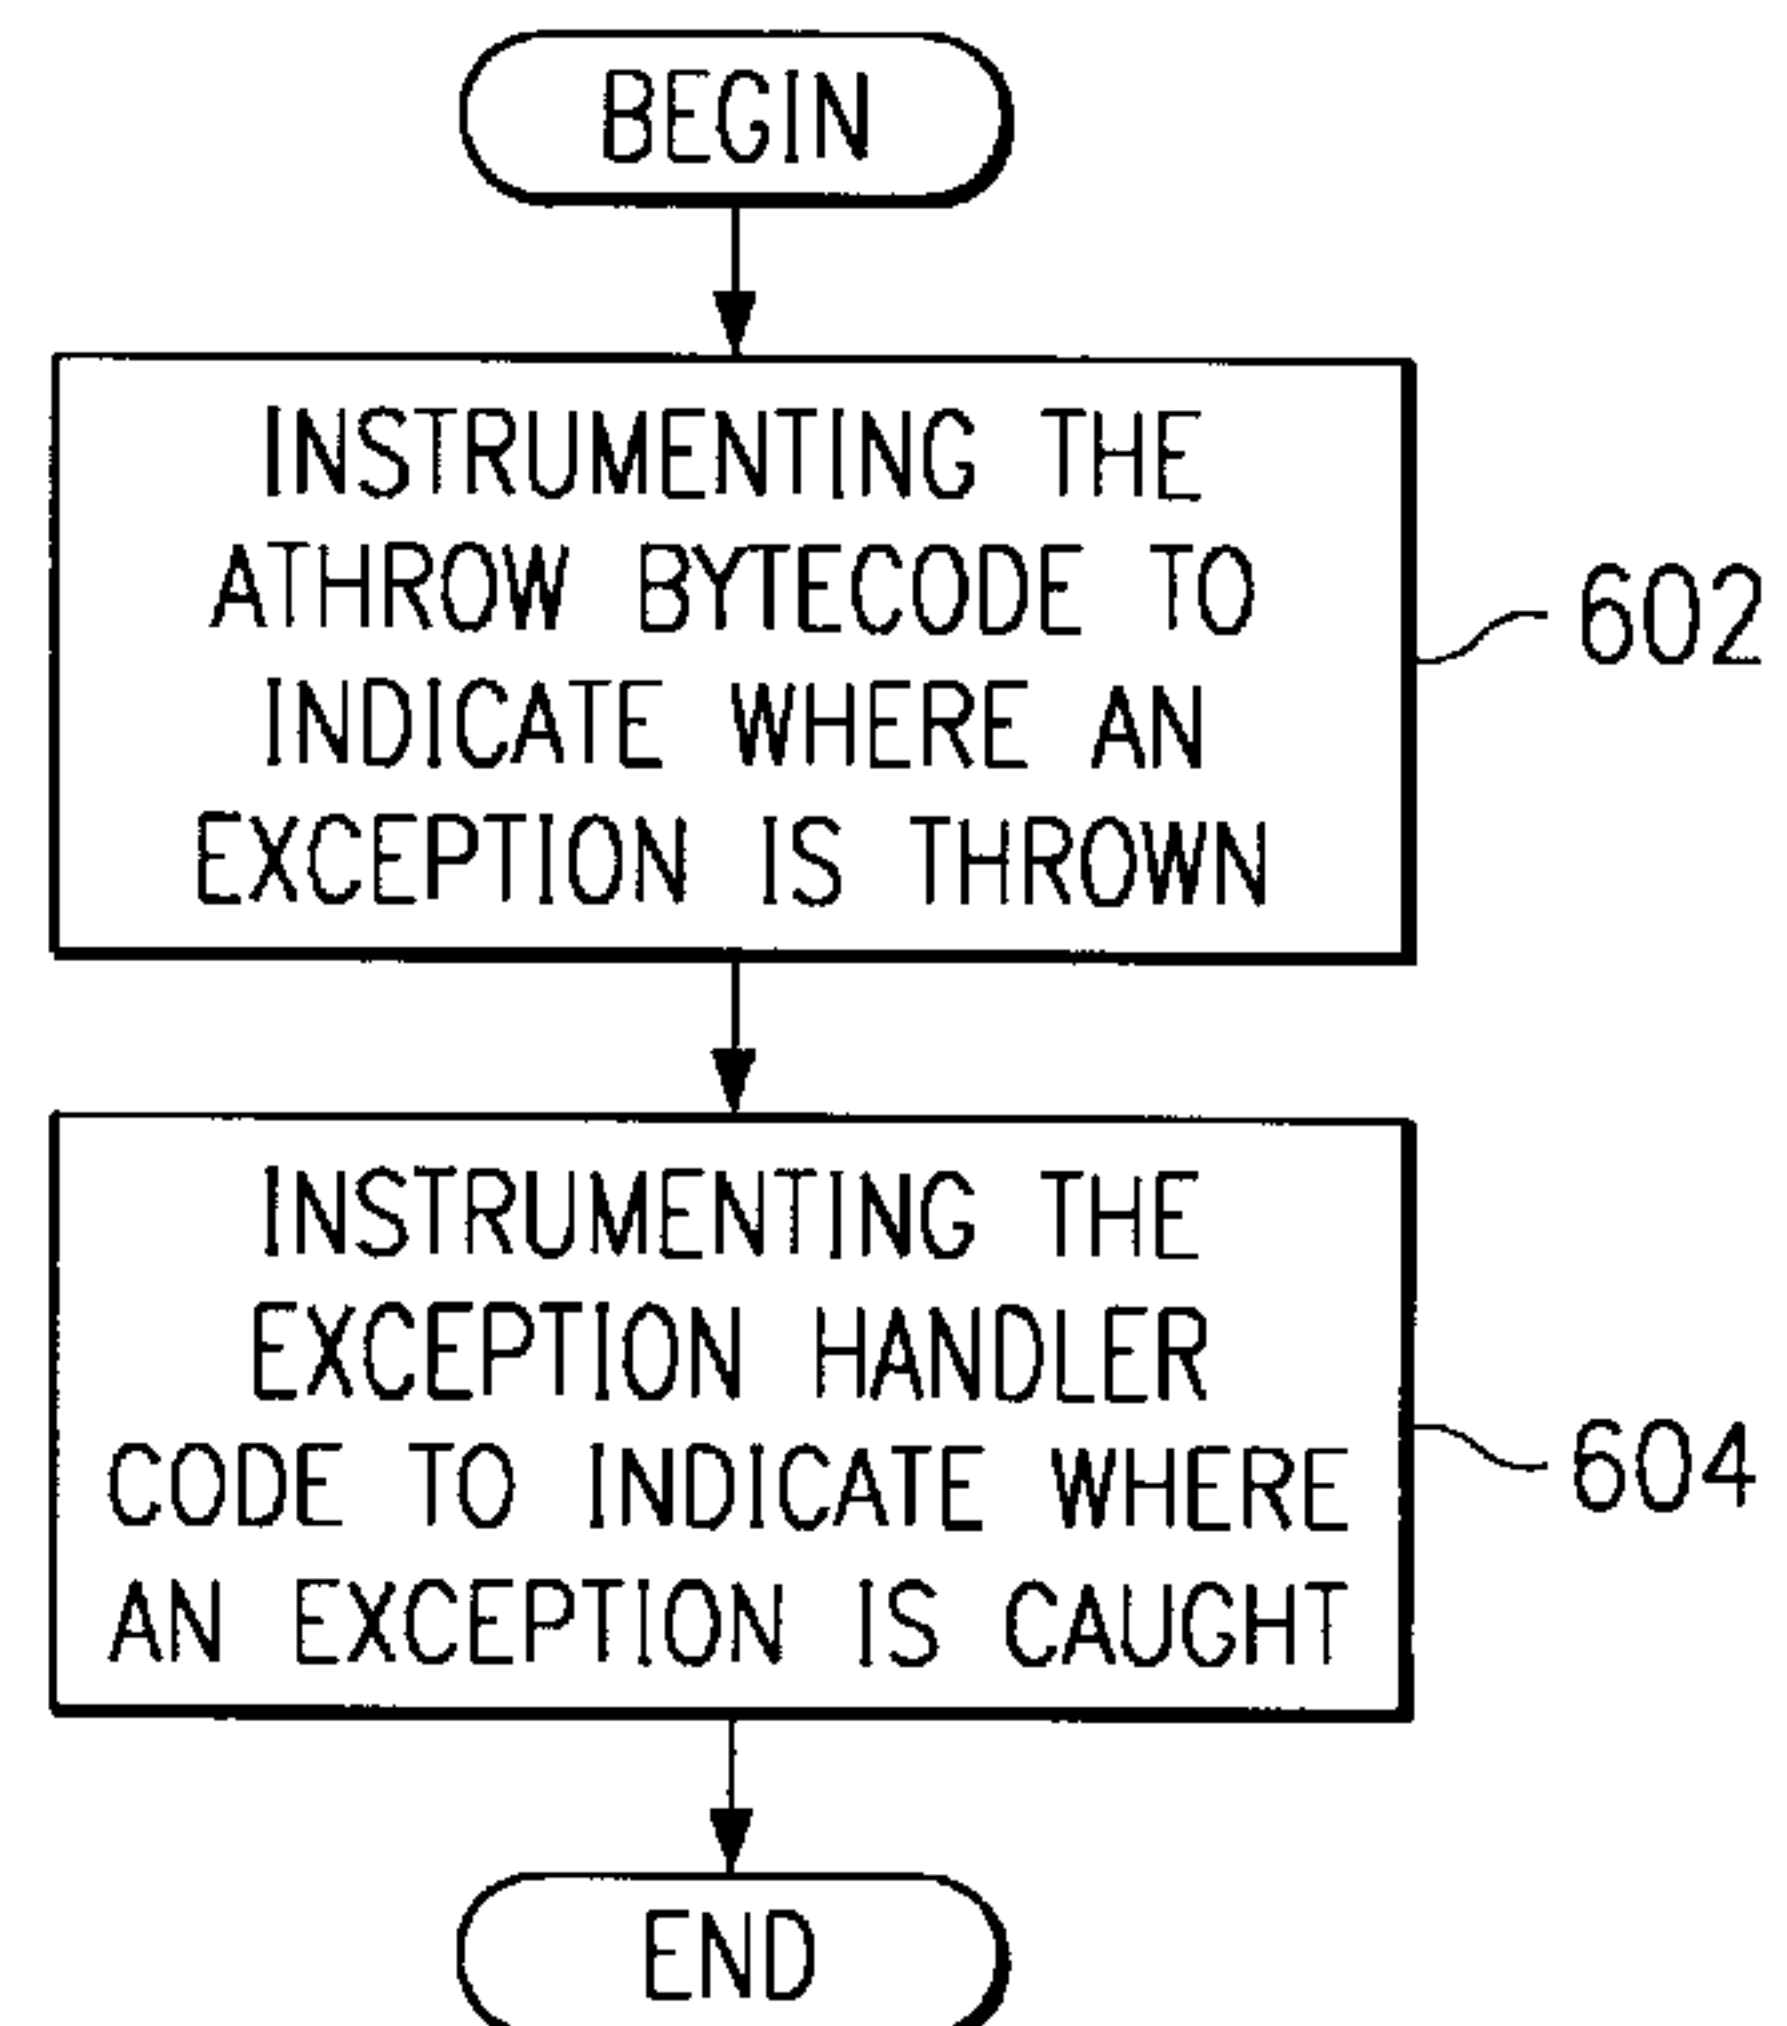 BEGIN
INSTRUMENTING THE
ATHROW BYTECODE TO
INDICATE WHERE AN
EXCEPTION IS THROWN
602
INSTRUMENTING THE
EXCEPTION HANDLER
CODE TO INDICATE WHERE
AN EXCEPTION IS CAUGHT
604
END